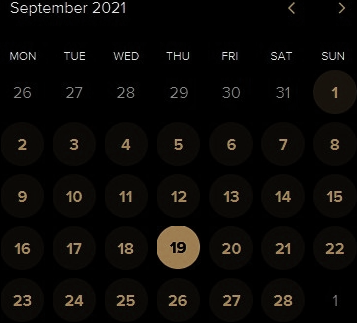 September 2021
MON TUE WED THU FRI SAT SUN
26 27 28 29 30 31 1
2 3 4 5 6 7 8
9 10 11 12 13 14 15
16 17 18 19 20 21 22
23 24 25 26 27 28 1